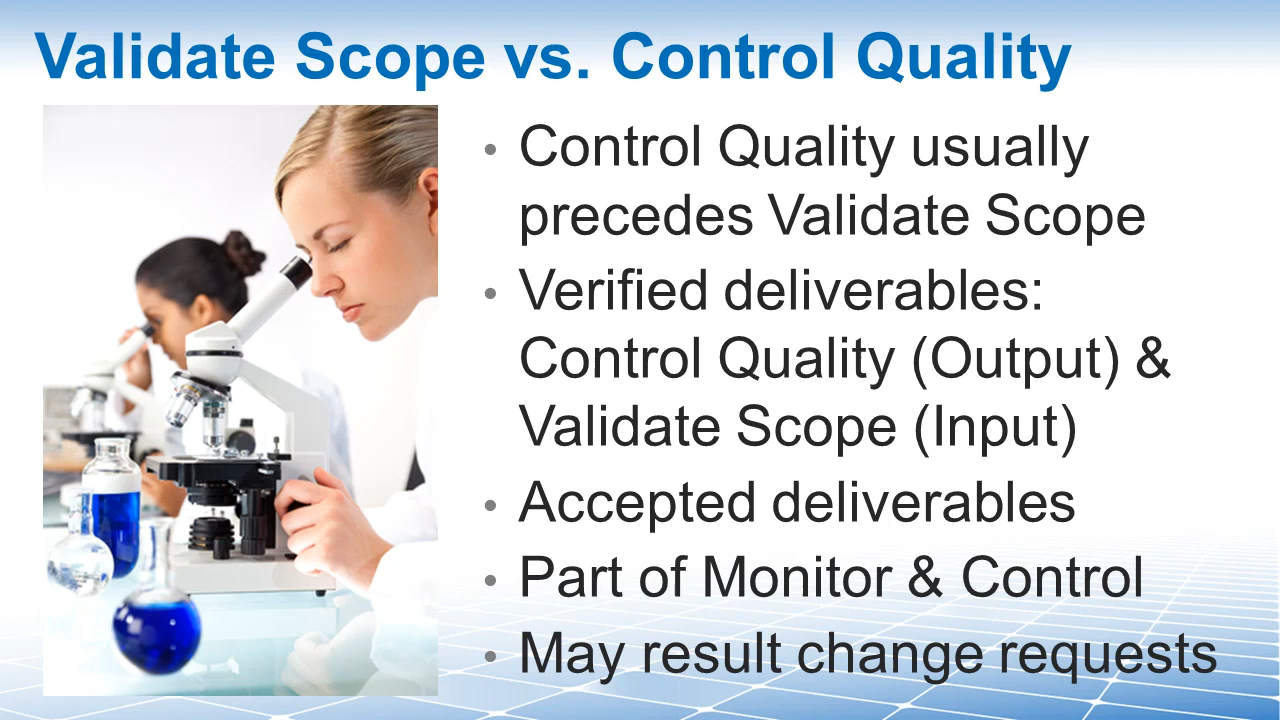 Validate Scope vs. Control Quality
• Control Quality usually
precedes Validate Scope
• Verified deliverables:
Control Quality (Output) &
Validate Scope (Input)
• Accepted deliverables
• Part of Monitor & Control
• May result change requests